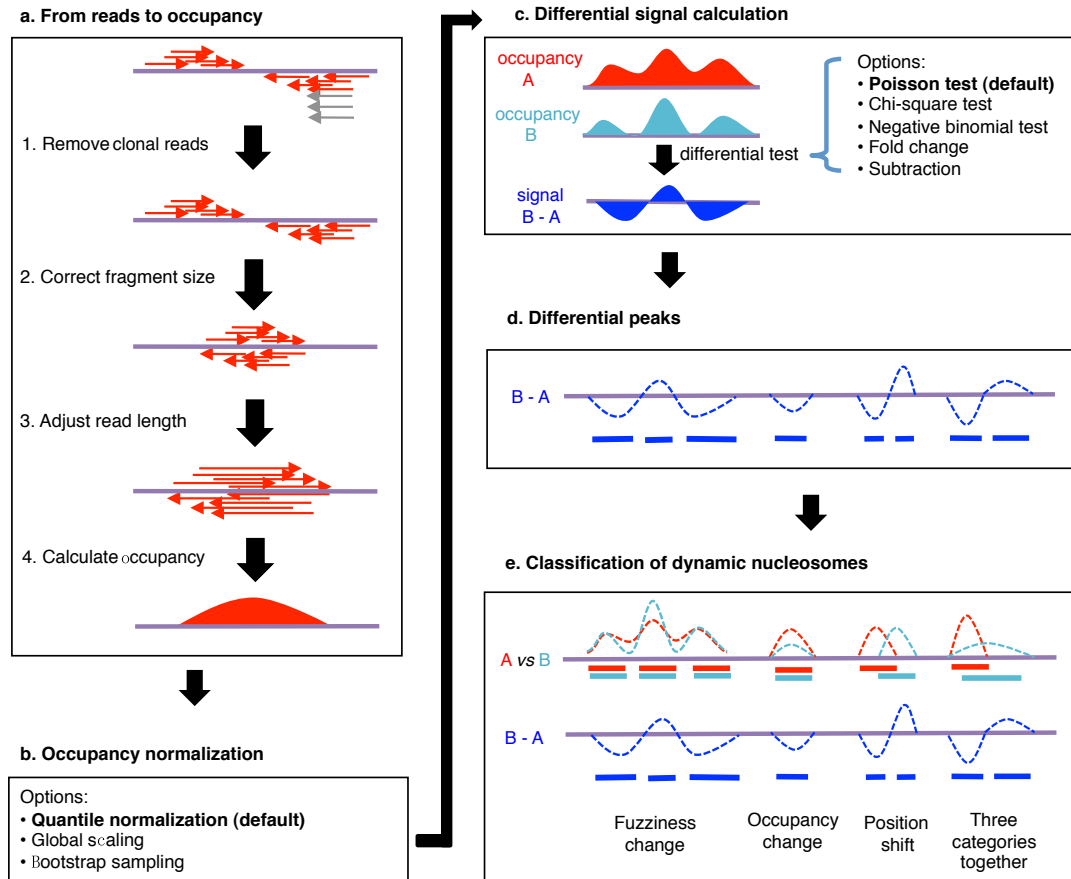 a. From reads to occupancy
1. Remove clonal reads
2. Correct fragment size
3. Adjust read length
4. Calculate occupancy
b. Occupancy normalization
Options:
• Quantile normalization (default)
• Global scaling
• Bootstrap sampling
c. Differential signal calculation
occupancy
A
occupancy
B
differential test
signal
B - A
Options:
• Poisson test (default)
• Chi-square test
• Negative binomial test
• Fold change
• Subtraction
d. Differential peaks
B - A
e. Classification of dynamic nucleosomes
A vs B
B - A
Fuzziness
change
Occupancy
change
Position
shift
Three
categories
together